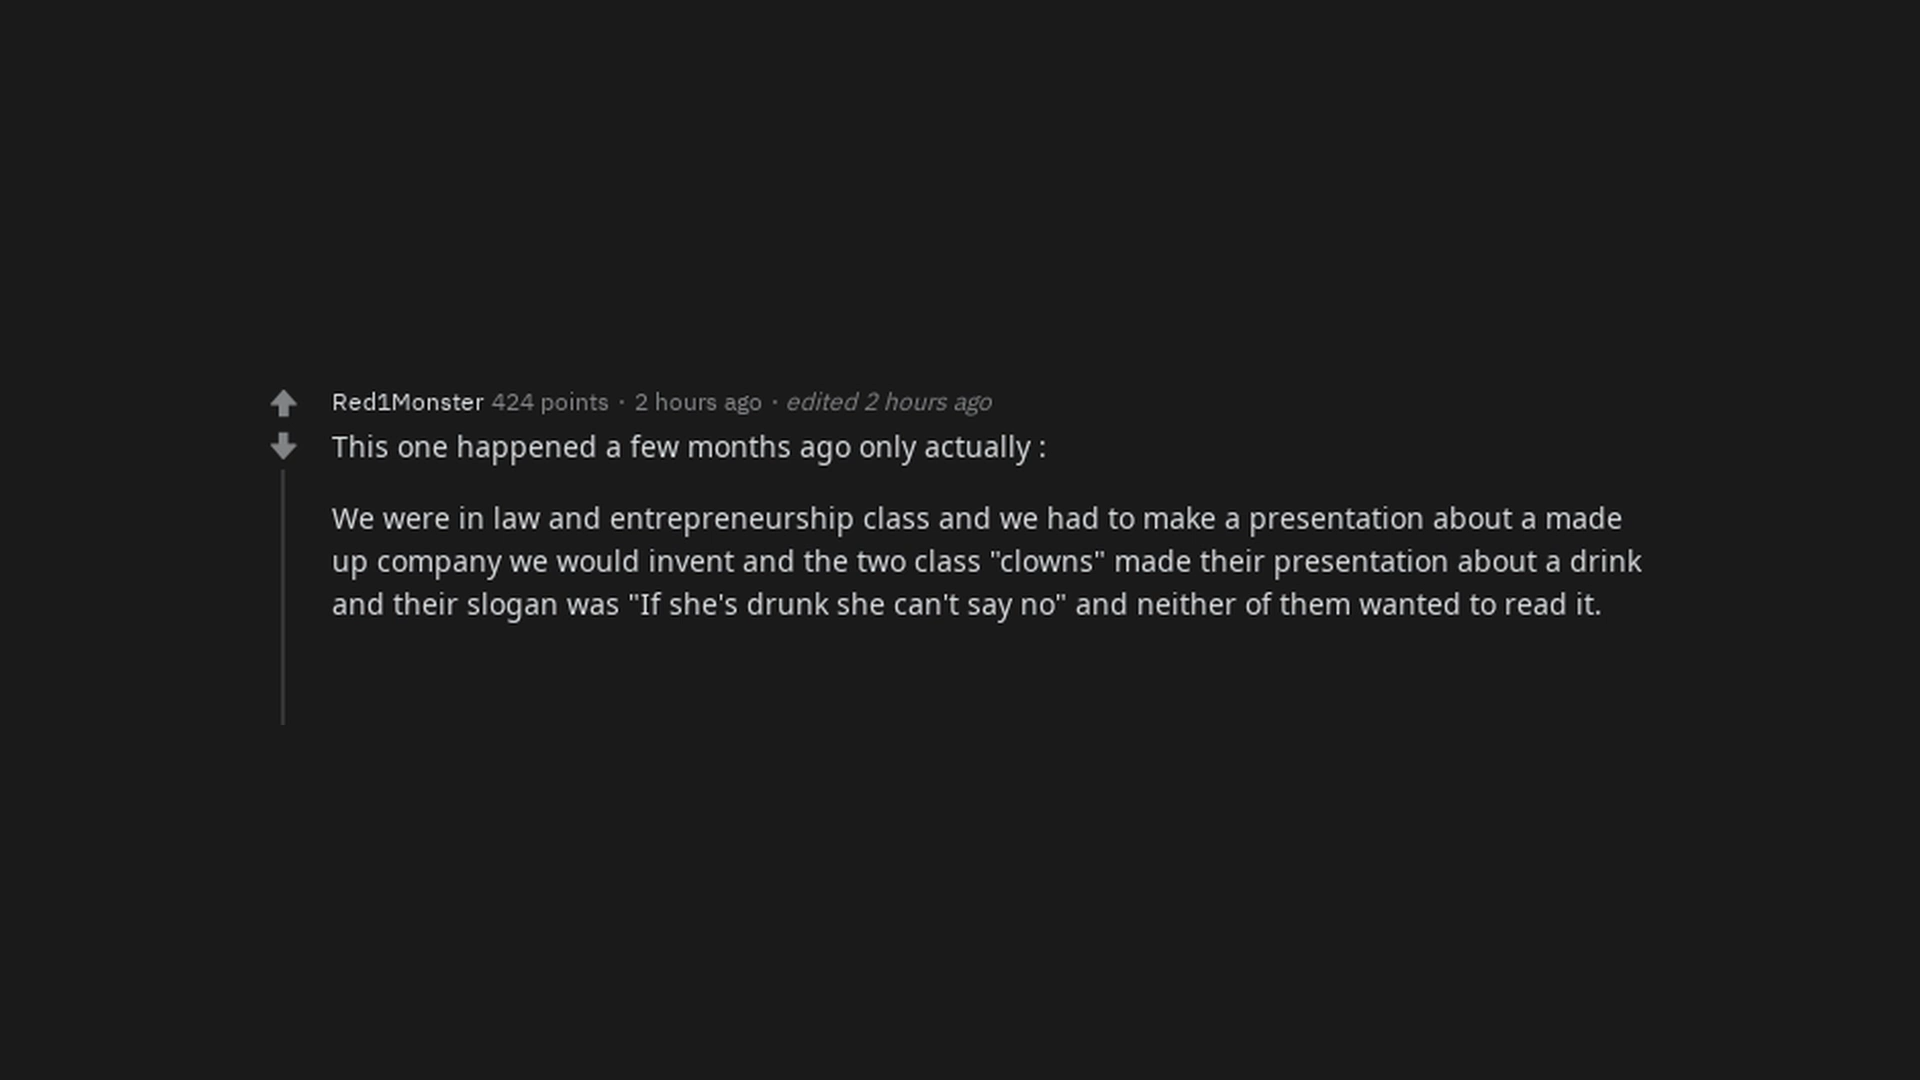 Red1Monster 424 points · 2 hours ago · edited 2 hours ago
This one happened a few months ago only actually :
We were in law and entrepreneurship class and we had to make a presentation about a made
up company we would invent and the two class "clowns" made their presentation about a drink
and their slogan was "If she's drunk she can't say no" and neither of them wanted to read it.